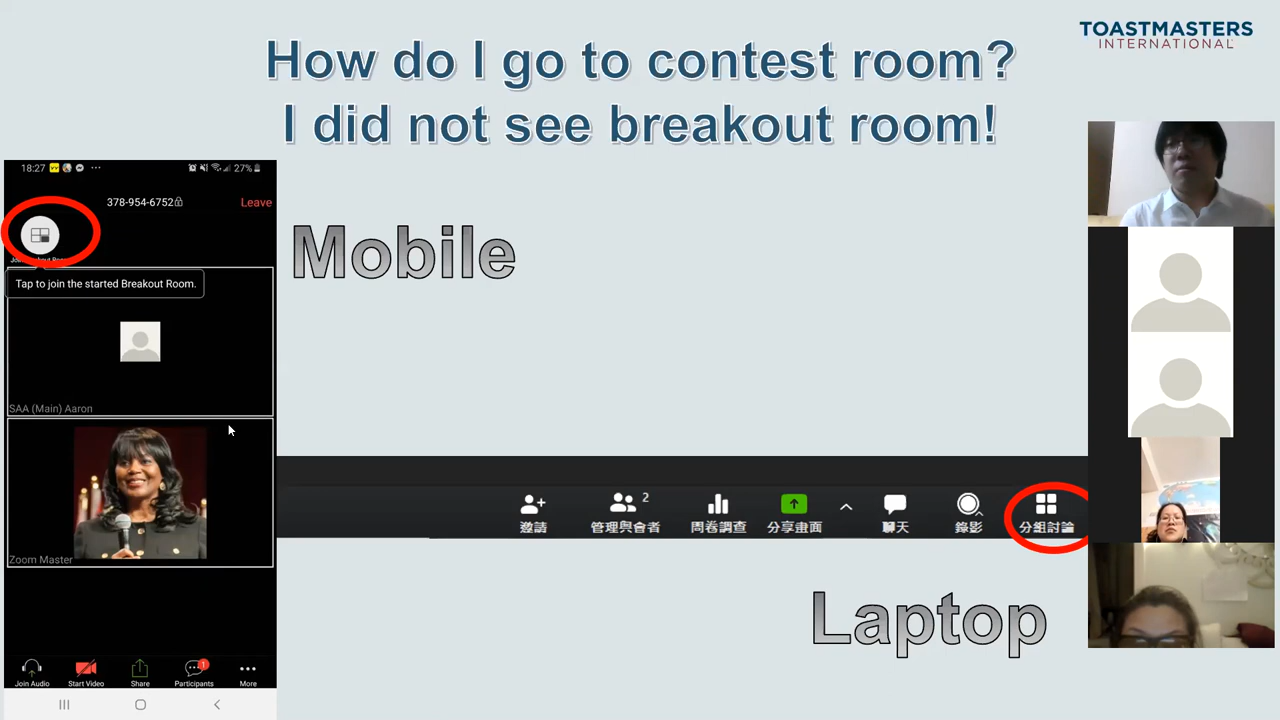 TOASTMASTERS
INTERNATIONAL
How do I go to contest room?
I did not see breakout room!
18:27
27%
378-954-6752
Leave
Tap to join the started Breakout Room.
SAA (Main) Aaron
Zoom Master
Join Audio
Start Video
Share
1
Participants
More
Mobile
2
邀請
管理與會者
問卷調查
分享畫面
聊天
錄影
分組討論
Laptop